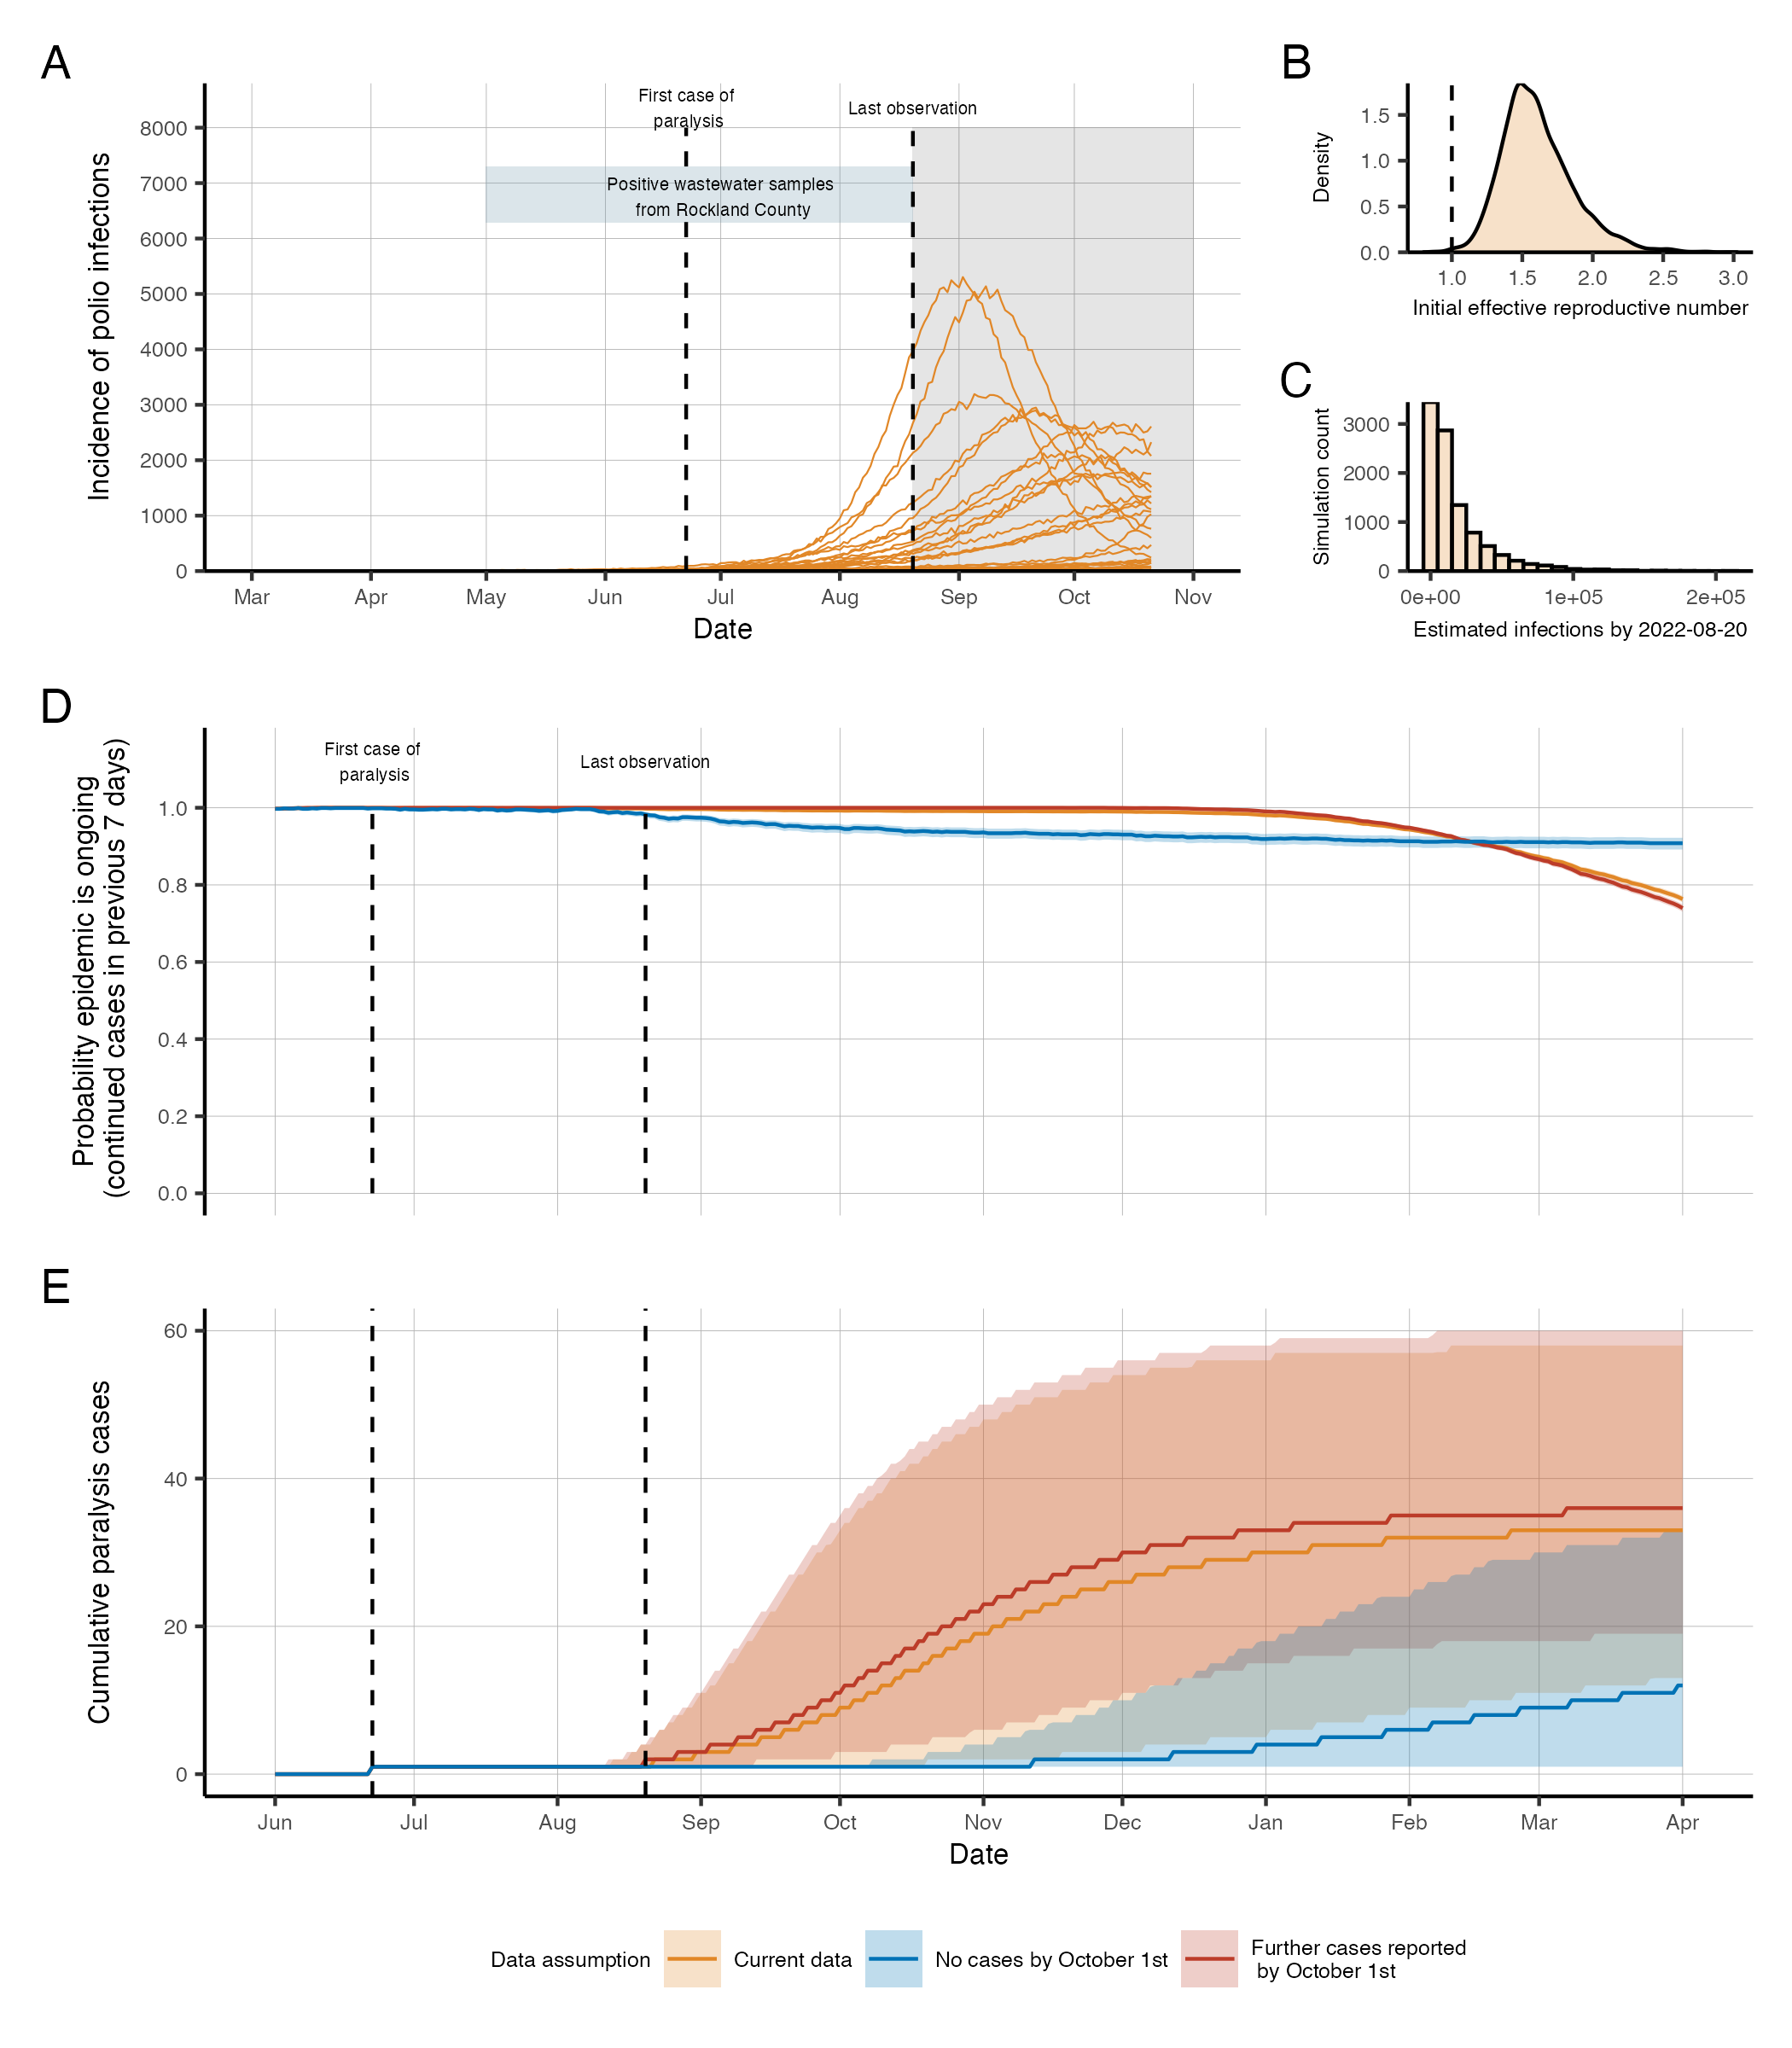 A
First case of
paralysis
Last observation
Positive wastewater samples
from Rockland County
Incidence of polio infections
8000
7000
6000
5000
4000
3000
2000
1000
0
Mar Apr May Jun Jul Aug Sep Oct Nov
Date
B
Density
1.5
1.0
0.5
0.0
1.0 1.5 2.0 2.5 3.0
Initial effective reproductive number
C
Simulation count
3000
2000
1000
0
0e+00 1e+05 2e+05
Estimated infections by 2022-08-20
D
Probability epidemic is ongoing
(continued cases in previous 7 days)
First case of
paralysis
Last observation
1.0
0.8
0.6
0.4
0.2
0.0
E
Cumulative paralysis cases
60
40
20
0
Jun Jul Aug Sep Oct Nov Dec Jan Feb Mar Apr
Date
Data assumption Current data No cases by October 1st Further cases reported
by October 1st